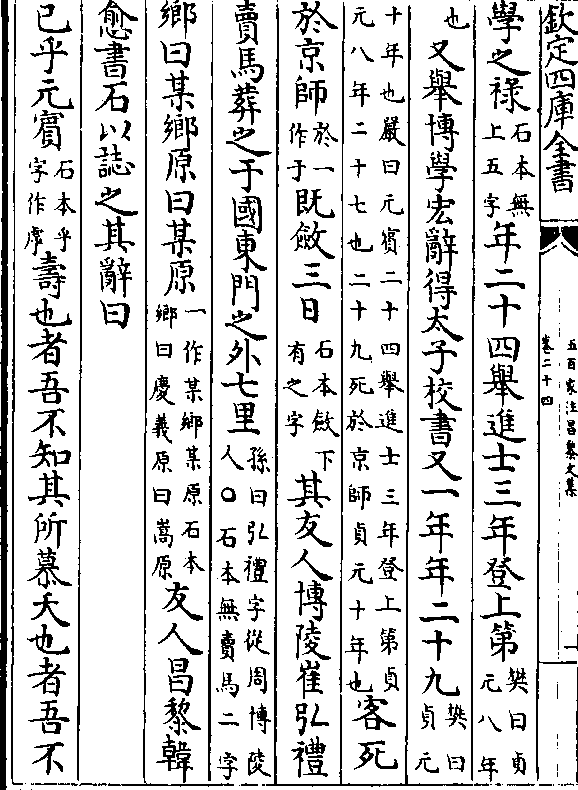 欽定四庫全書
五百家注昌黎文集
卷二十四
學之祿石本無上五字年二十四舉進士三年登上第樊曰貞元八年
也又舉博學宏辭得太子校書又一年年二十九樊曰貞元
十年也嚴曰元賓二十四舉進士三年登上第貞元八年二十七也二十九死於京師貞元十年也客死
於京師於一作于既斂三日石本斂下有之字其友人博陵崔弘禮
賣馬葬之于國東門之外七里孫曰弘禮字從周博陵人○石本無賣馬二字
鄉曰某鄉原曰某原一作某鄉某原石本鄉曰慶義原曰嵩原友人昌黎韓
愈書石以誌之其辭曰
已乎元賓石本乎字作虖壽也者吾不知其所慕夭也者吾不